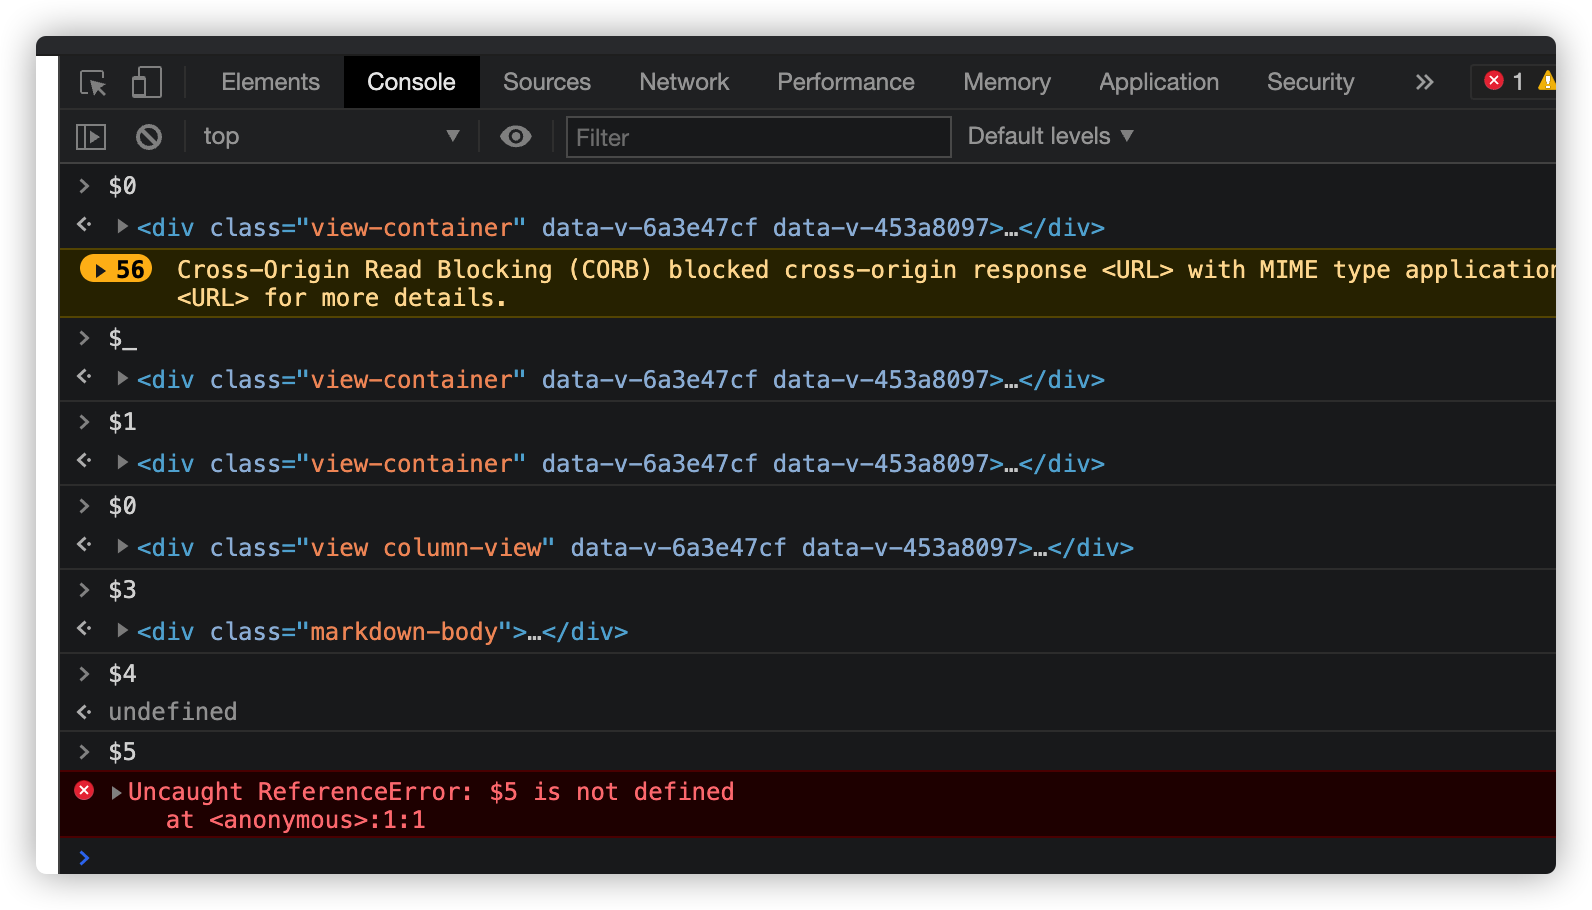 Elements Console Sources Network Performance Memory Application Security » 1
top Filter Default levels
> $0
<div class="view-container" data-v-6a3e47cf data-v-453a8097>…</div>
56 Cross-Origin Read Blocking (CORB) blocked cross-origin response <URL> with MIME type application
<URL> for more details.
> $_
<div class="view-container" data-v-6a3e47cf data-v-453a8097>…</div>
> $1
<div class="view-container" data-v-6a3e47cf data-v-453a8097>…</div>
> $0
<div class="view column-view" data-v-6a3e47cf data-v-453a8097>…</div>
> $3
<div class="markdown-body">…</div>
> $4
undefined
> $5
Uncaught ReferenceError: $5 is not defined
at <anonymous>:1:1
>